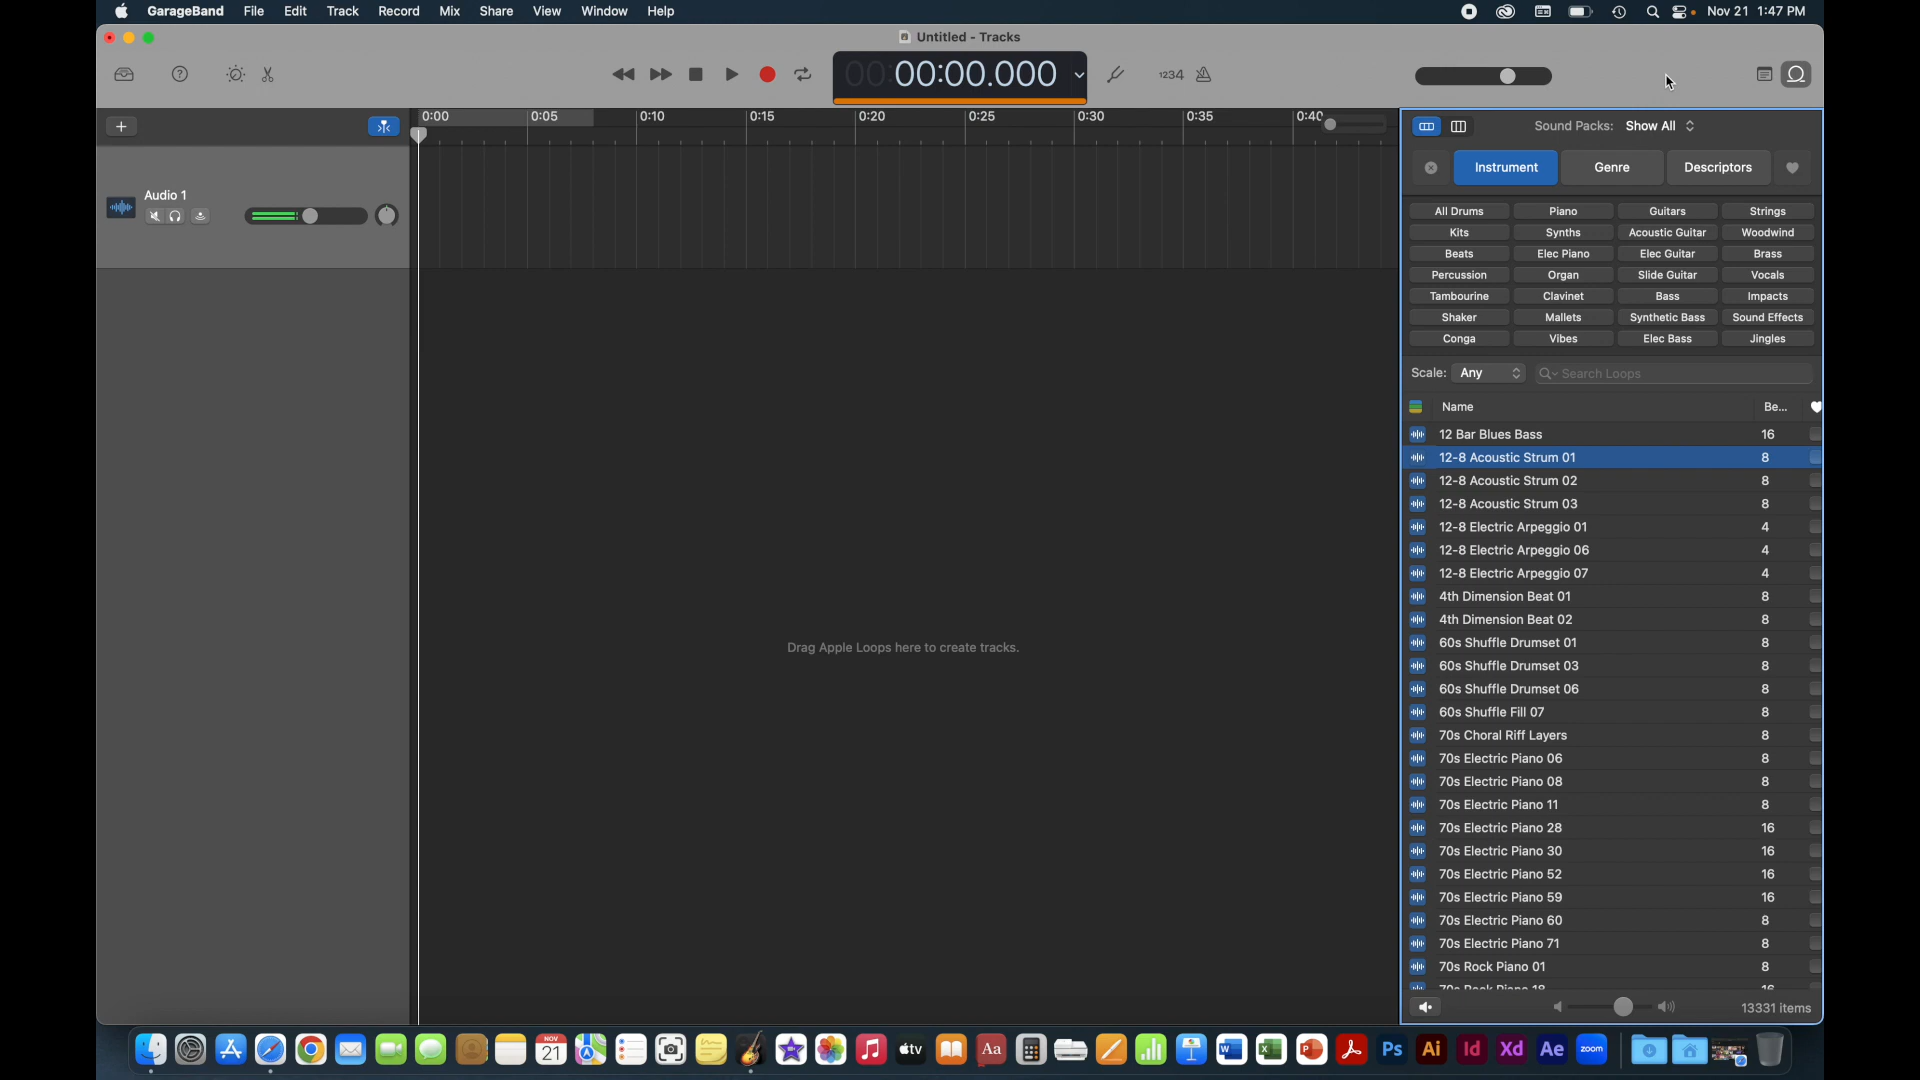 GarageBand File Edit Track Record Mix Share View Window Help Nov 21 1:47 PM
Untitled - Tracks
00:00:00.000
1234
0:00 0:05 0:10 0:15 0:20 0:25 0:30 0:35 0:40
Audio 1
Drag Apple Loops here to create tracks.
Sound Packs: Show All
Instrument Genre Descriptors
All Drums Piano Guitars Strings
Kits Synths Acoustic Guitar Woodwind
Beats Elec Piano Elec Guitar Brass
Percussion Organ Slide Guitar Vocals
Tambourine Clavinet Bass Impacts
Shaker Mallets Synthetic Bass Sound Effects
Conga Vibes Elec Bass Jingles
Scale: Any Search Loops
Name Be...
12 Bar Blues Bass 16
12-8 Acoustic Strum 01 8
12-8 Acoustic Strum 02 8
12-8 Acoustic Strum 03 8
12-8 Electric Arpeggio 01 4
12-8 Electric Arpeggio 06 4
12-8 Electric Arpeggio 07 4
4th Dimension Beat 01 8
4th Dimension Beat 02 8
60s Shuffle Drumset 01 8
60s Shuffle Drumset 03 8
60s Shuffle Drumset 06 8
60s Shuffle Fill 07 8
70s Choral Riff Layers 8
70s Electric Piano 06 8
70s Electric Piano 08 8
70s Electric Piano 11 8
70s Electric Piano 28 16
70s Electric Piano 30 16
70s Electric Piano 52 16
70s Electric Piano 59 16
70s Electric Piano 60 8
70s Electric Piano 71 8
70s Rock Piano 01 8
13331 items
NOV 21 tv Aa Ps Ai Id Xd Ae zoom